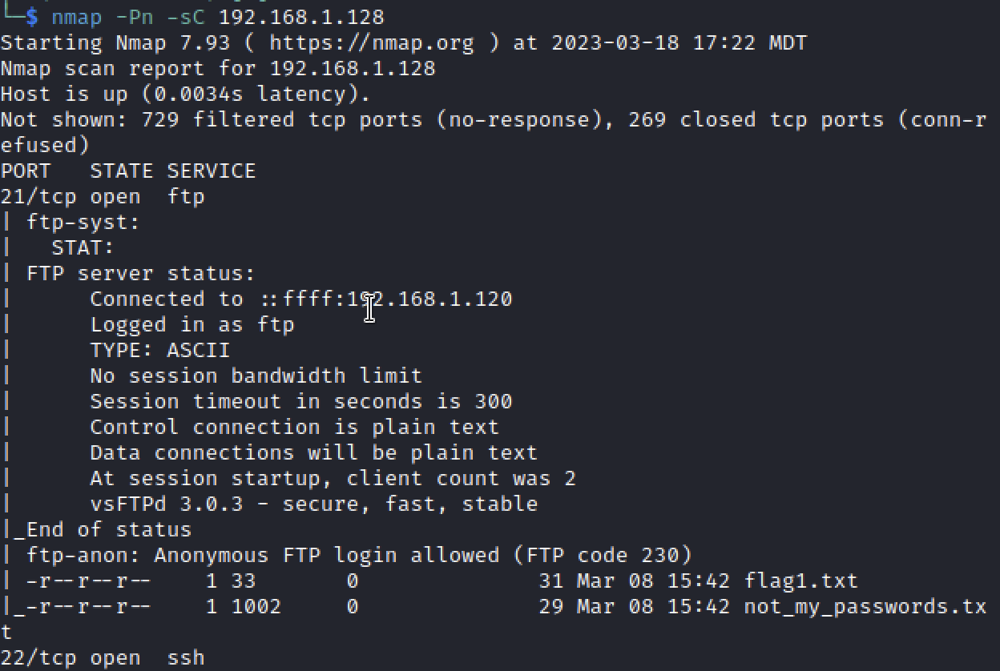 └─$ nmap -Pn -sC 192.168.1.128
Starting Nmap 7.93 ( https://nmap.org ) at 2023-03-18 17:22 MDT
Nmap scan report for 192.168.1.128
Host is up (0.0034s latency).
Not shown: 729 filtered tcp ports (no-response), 269 closed tcp ports (conn-r
efused)
PORT   STATE SERVICE
21/tcp open  ftp
| ftp-syst:
|   STAT:
| FTP server status:
|      Connected to ::ffff:192.168.1.120
|      Logged in as ftp
|      TYPE: ASCII
|      No session bandwidth limit
|      Session timeout in seconds is 300
|      Control connection is plain text
|      Data connections will be plain text
|      At session startup, client count was 2
|      vsFTPd 3.0.3 - secure, fast, stable
|_End of status
| ftp-anon: Anonymous FTP login allowed (FTP code 230)
| -r--r--r--    1 33       0              31 Mar 08 15:42 flag1.txt
|_-r--r--r--    1 1002     0              29 Mar 08 15:42 not_my_passwords.tx
t
22/tcp open  ssh